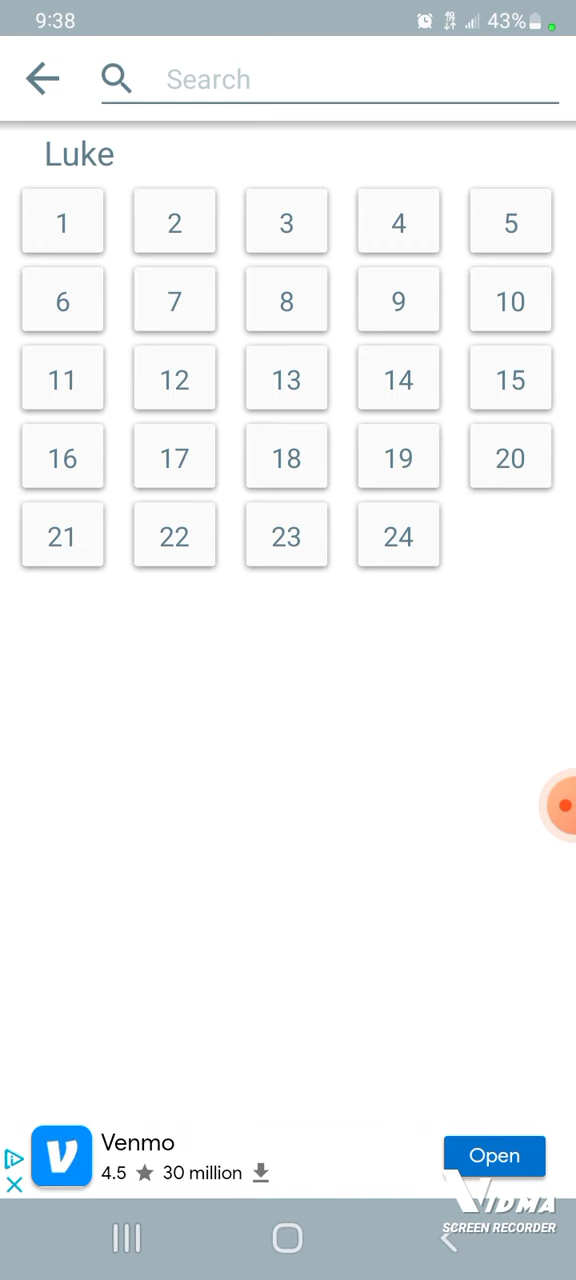 9:38 43%
Search
Luke
1 2 3 4 5
6 7 8 9 10
11 12 13 14 15
16 17 18 19 20
21 22 23 24
Venmo
4.5 ★ 30 million
Open
VIDMA
SCREEN RECORDER